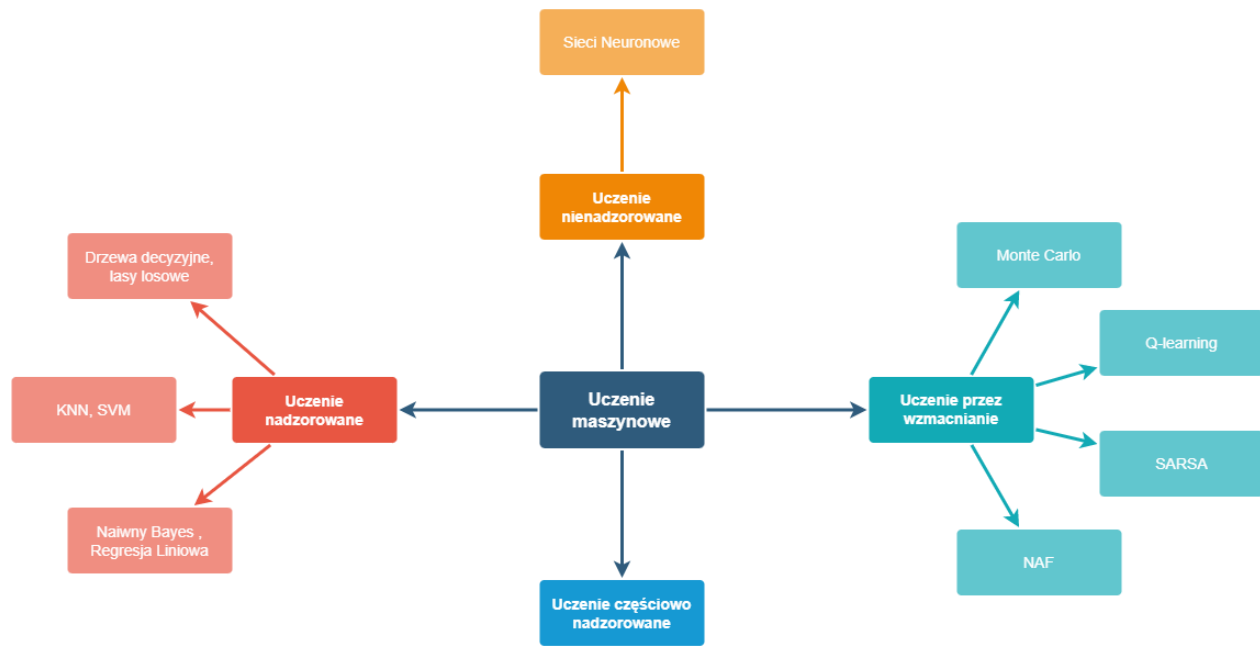 Sieci Neuronowe
Uczenie
nienadzorowane
Drzewa decyzyjne,
lasy losowe
Monte Carlo
Q-learning
KNN, SVM
Uczenie
nadzorowane
Uczenie
maszynowe
Uczenie przez
wzmacnianie
SARSA
Naiwny Bayes ,
Regresja Liniowa
NAF
Uczenie częściowo
nadzorowane